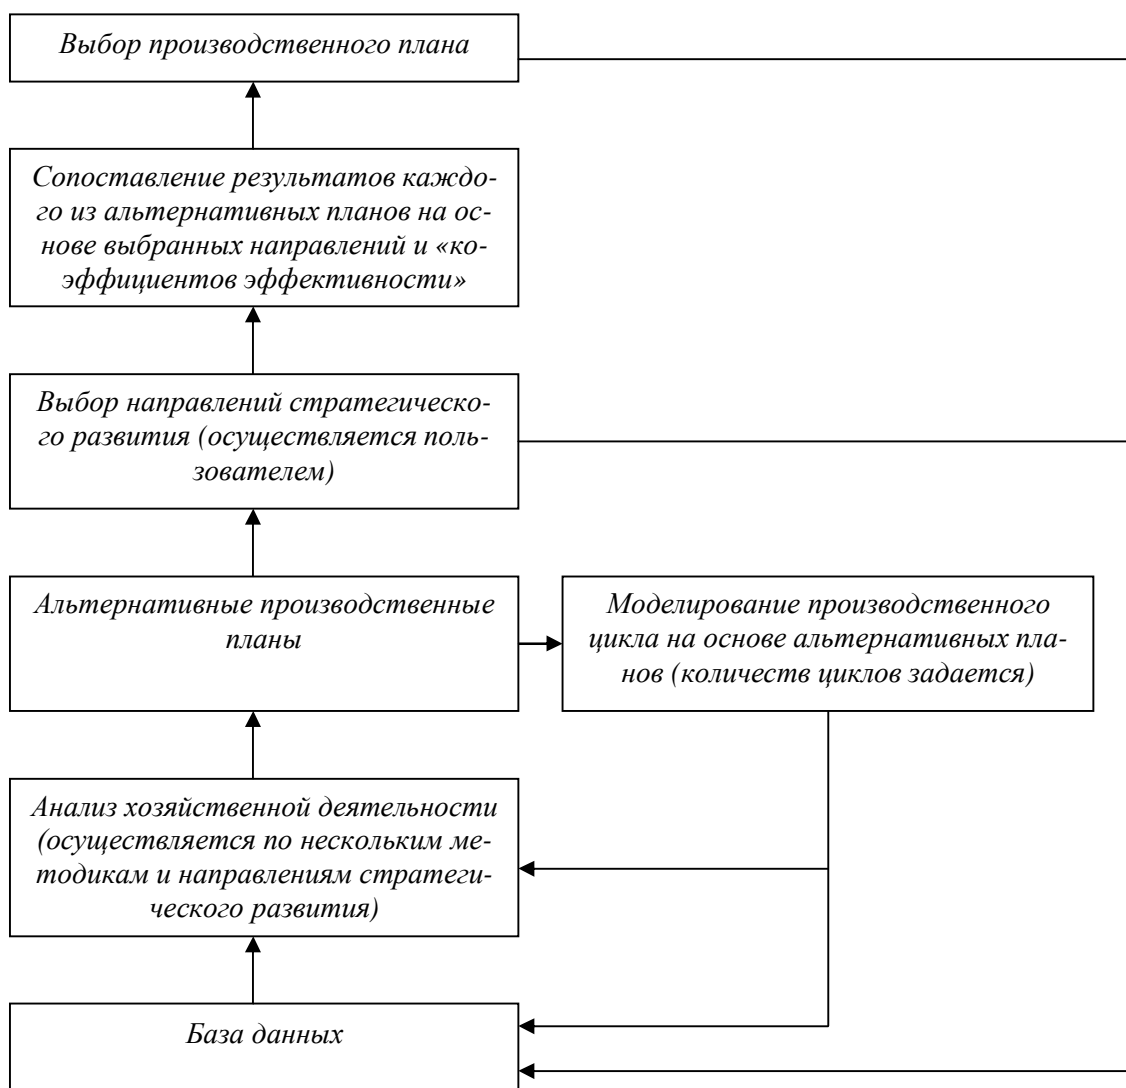 Выбор производственного плана
Сопоставление результатов каждо-
го из альтернативных планов на ос-
нове выбранных направлений и «ко-
эффициентов эффективности»
Выбор направлений стратегическо-
го развития (осуществляется поль-
зователем)
Альтернативные производственные
планы
Моделирование производственного
цикла на основе альтернативных пла-
нов (количеств циклов задается)
Анализ хозяйственной деятельности
(осуществляется по нескольким ме-
тодикам и направлениям стратеги-
ческого развития)
База данных